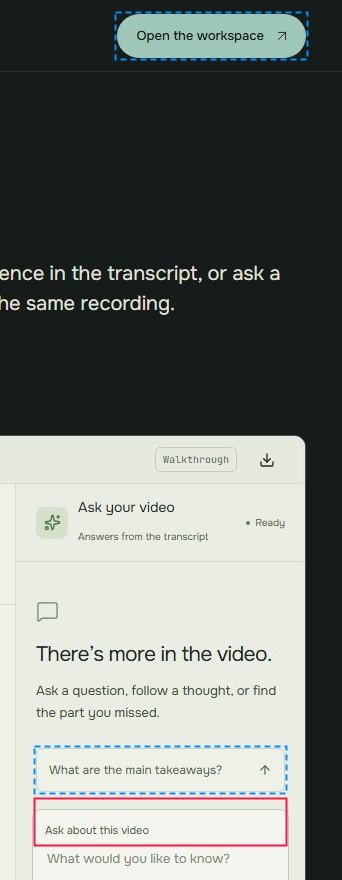 Open the workspace
ence in the transcript, or ask a
he same recording.
Walkthrough
Ask your video
Answers from the transcript
Ready
There's more in the video.
Ask a question, follow a thought, or find
the part you missed.
What are the main takeaways?
Ask about this video
What would you like to know?